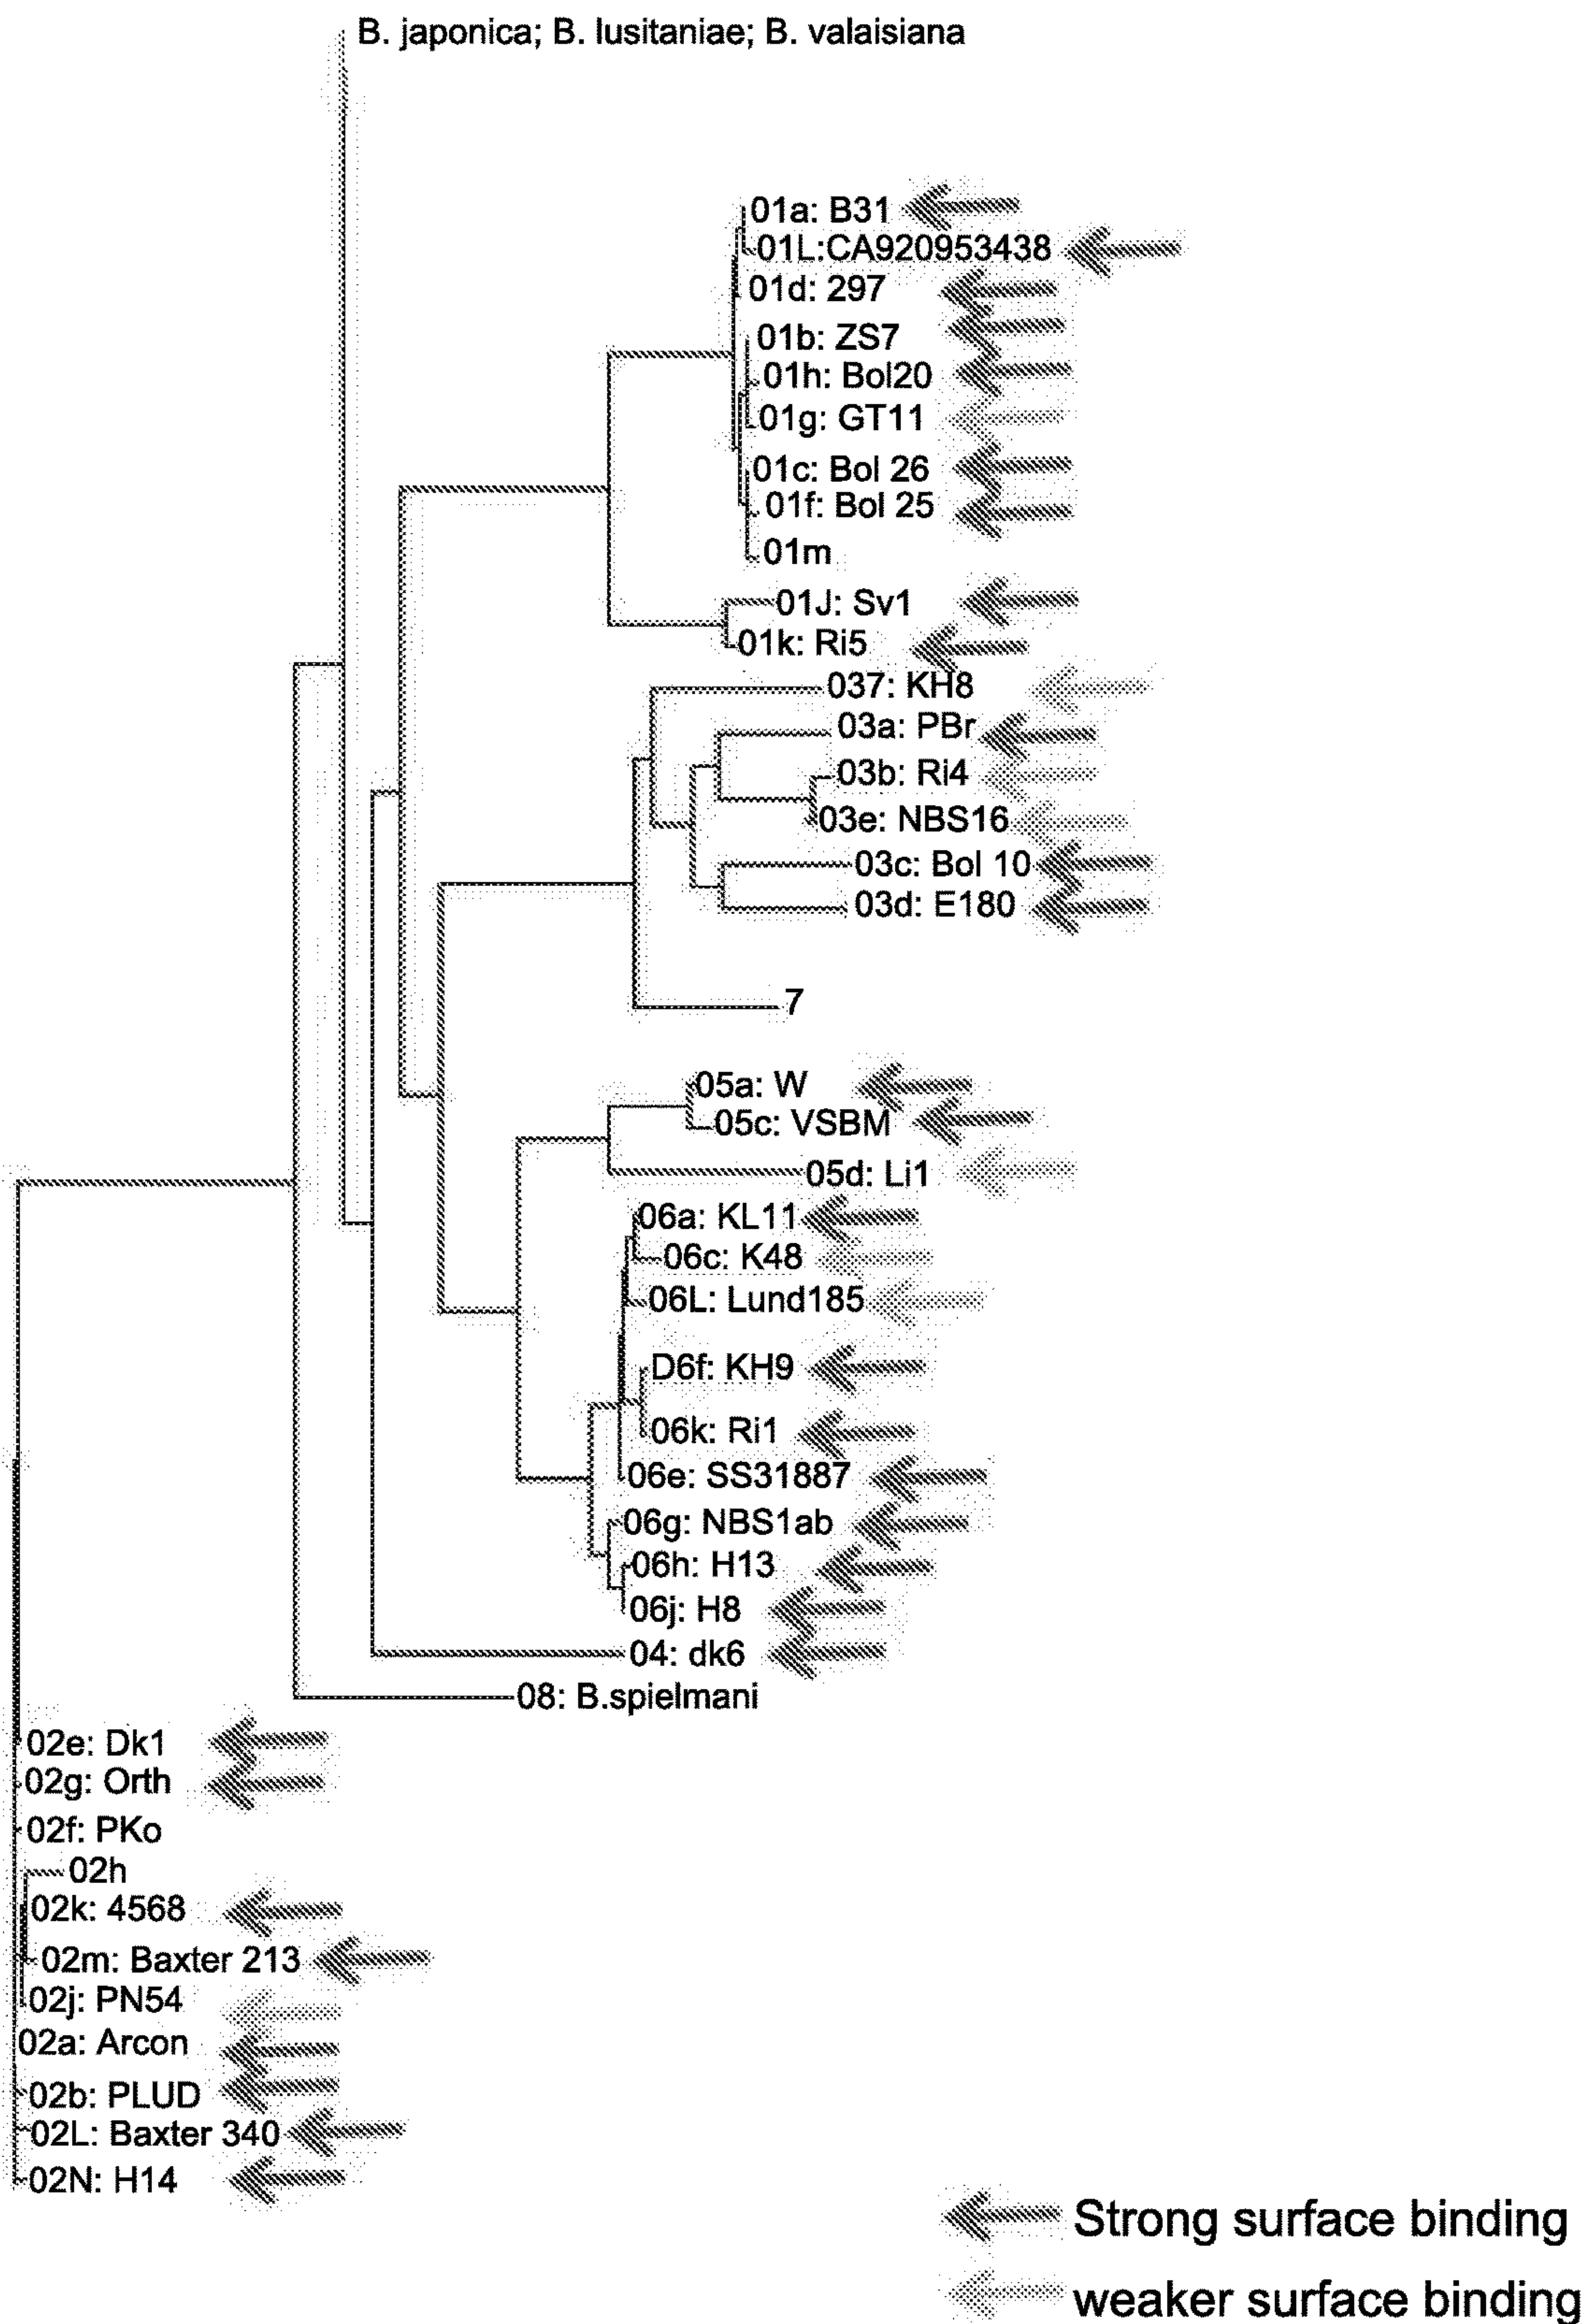 B. japonica; B. lusitaniae; B. valaisiana
01a: B31
01L:CA920953438
01d: 297
01b: ZS7
01h: Bol20
01g: GT11
01c: Bol 26
01f: Bol 25
01m
01J: Sv1
01k: Ri5
037: KH8
03a: PBr
03b: Ri4
03e: NBS16
03c: Bol 10
03d: E180
7
05a: W
05c: VSBM
05d: Li1
06a: KL11
06c: K48
06L: Lund185
D6f: KH9
06k: Ri1
06e: SS31887
06g: NBS1ab
06h: H13
06j: H8
04: dk6
08: B.spielmani
02e: Dk1
02g: Orth
02f: PKo
02h
02k: 4568
02m: Baxter 213
02j: PN54
02a: Arcon
02b: PLUD
02L: Baxter 340
02N: H14
Strong surface binding
weaker surface binding